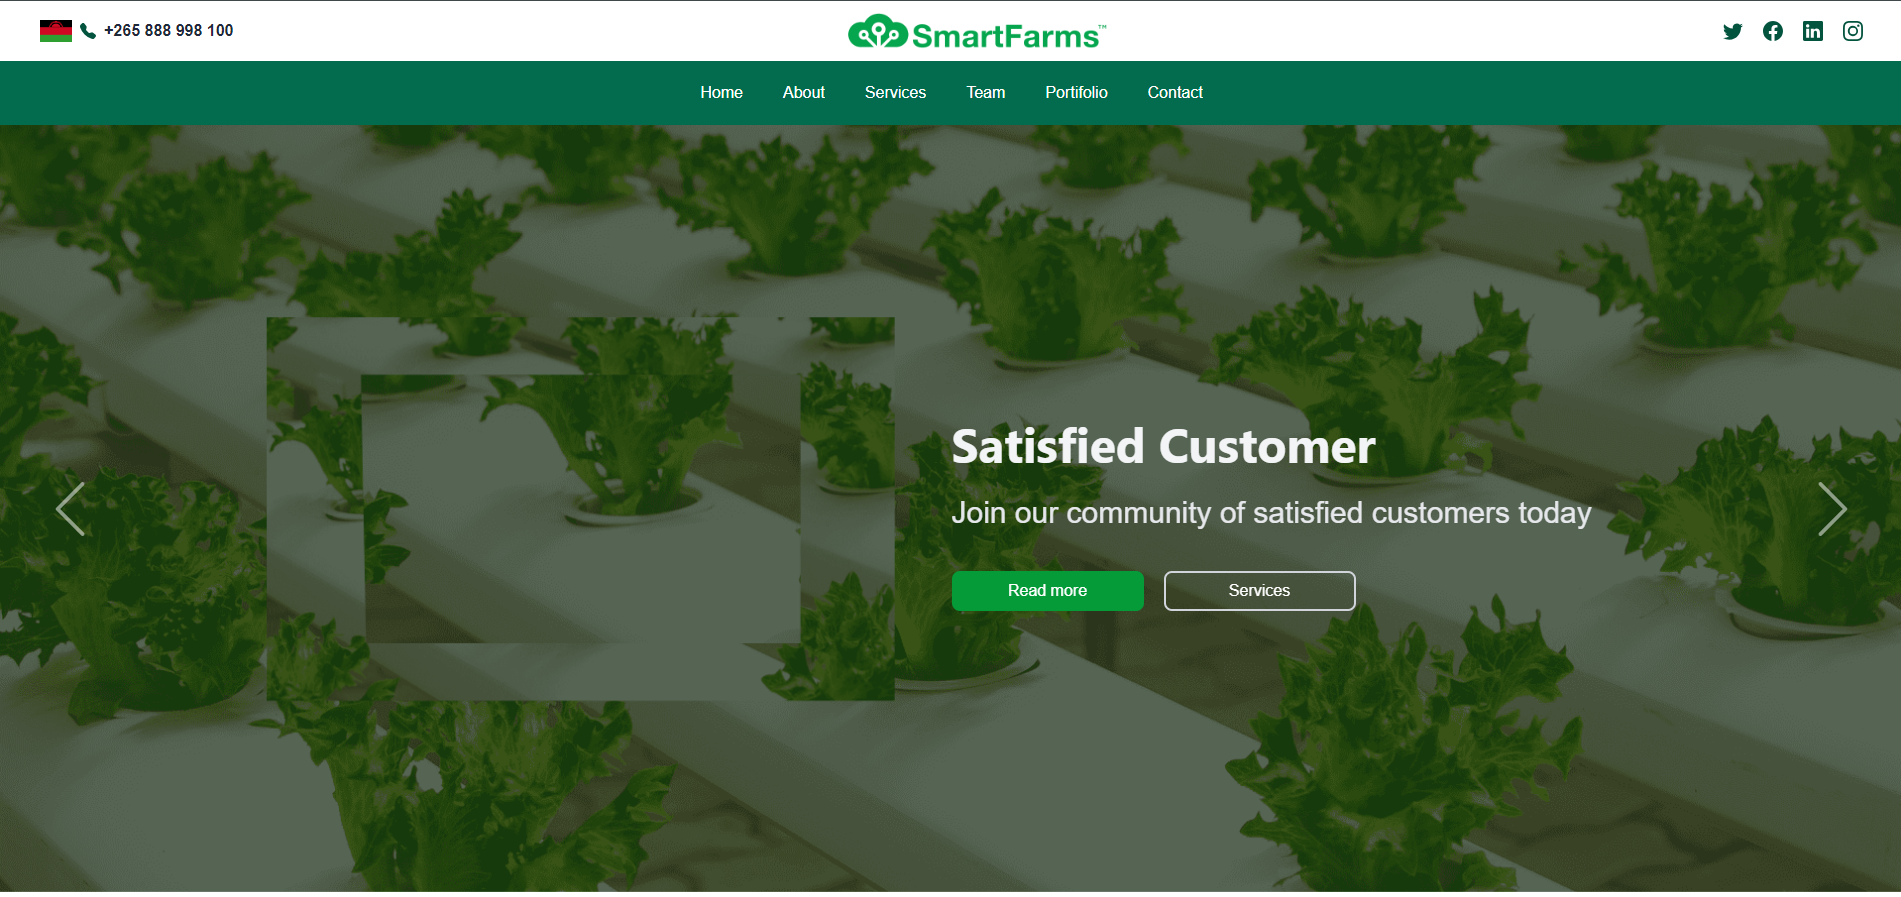 +265 888 998 100
SmartFarms™
Home About Services Team Portifolio Contact
Satisfied Customer
Join our community of satisfied customers today
Read more Services